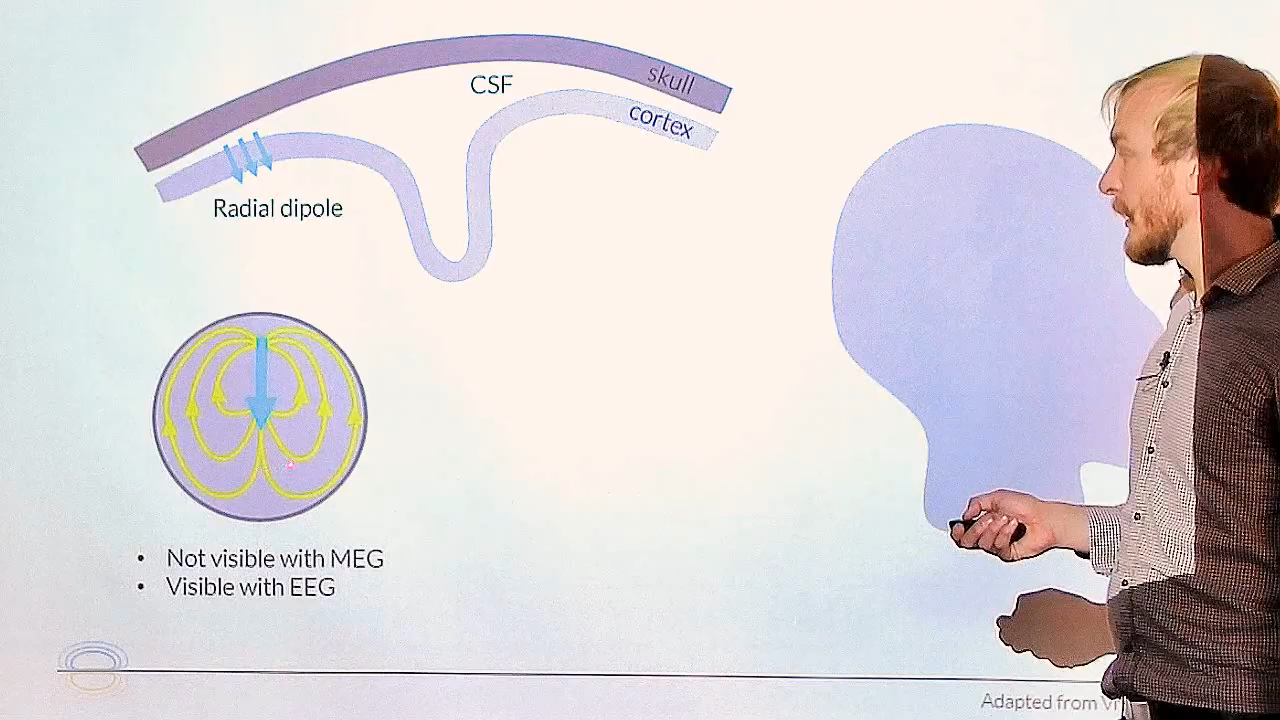 skull
CSF
cortex
Radial dipole
• Not visible with MEG
• Visible with EEG
Adapted from